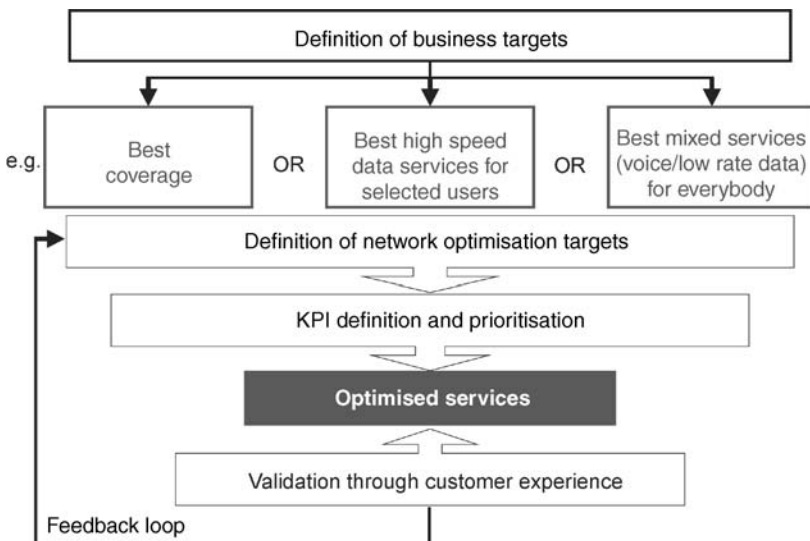 Definition of business targets
e.g.
Best
coverage
OR
Best high speed
data services for
selected users
OR
Best mixed services
(voice/low rate data)
for everybody
Definition of network optimisation targets
KPI definition and prioritisation
Optimised services
Validation through customer experience
Feedback loop